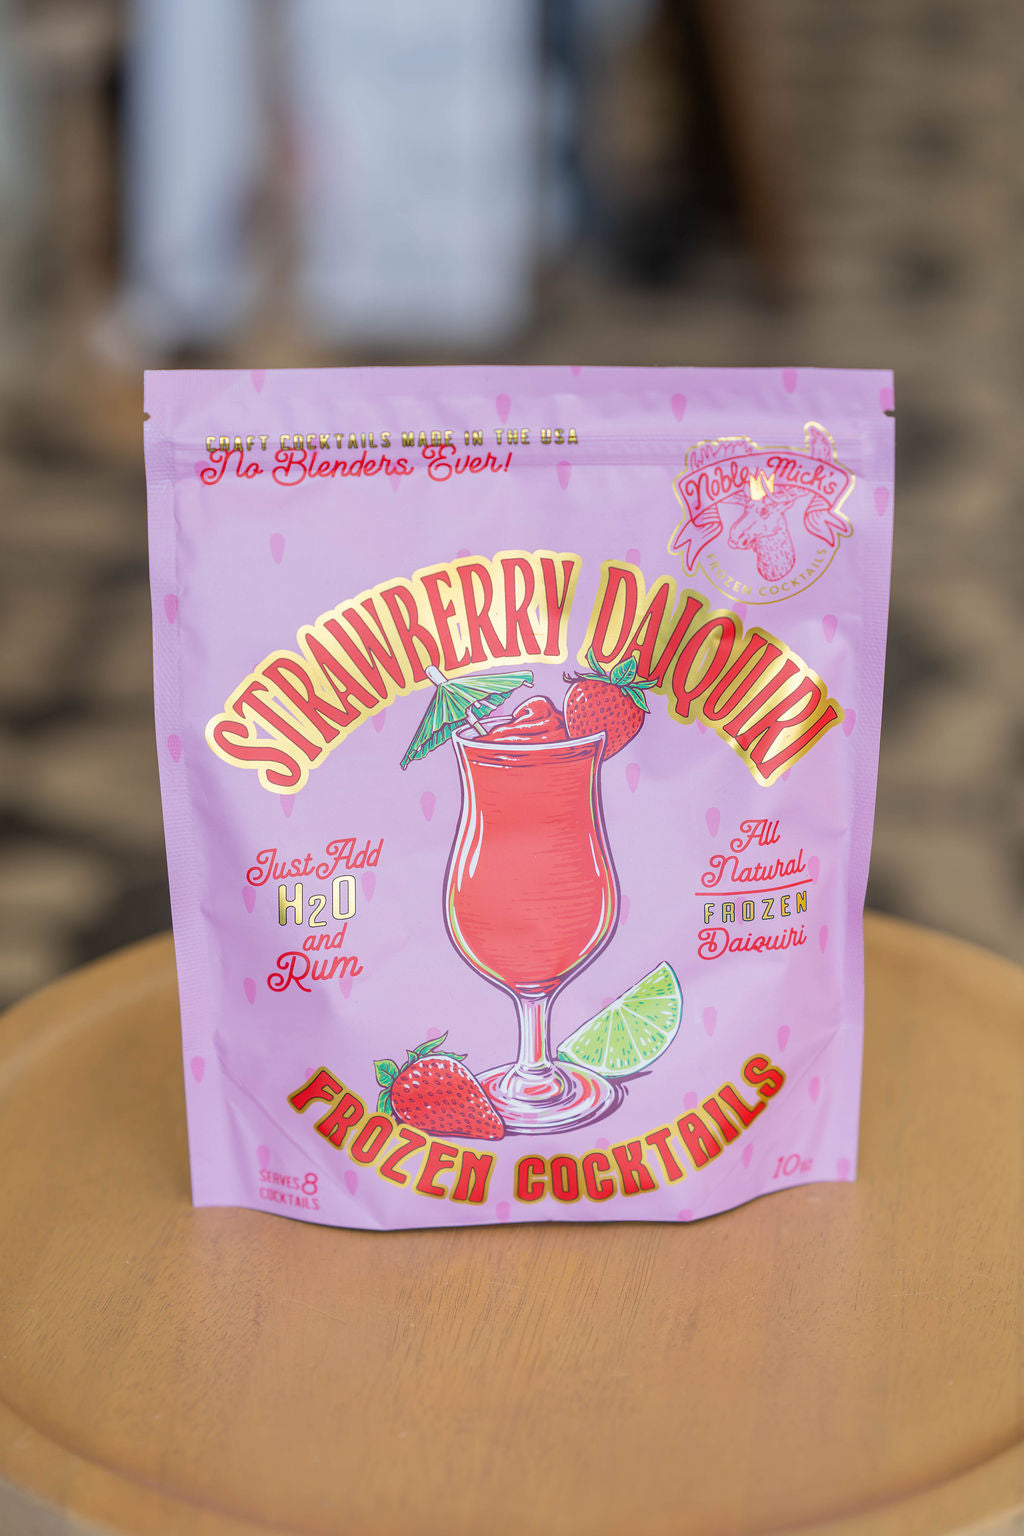 CRAFT COCKTAILS MADE IN THE USA
No Blenders Ever!
Noble Mick's
FROZEN COCKTAILS
STRAWBERRY DAIQUIRI
Just Add
H2O
and
Rum
All
Natural
FROZEN
Daiquiri
FROZEN COCKTAILS
SERVES 8
COCKTAILS
10oz